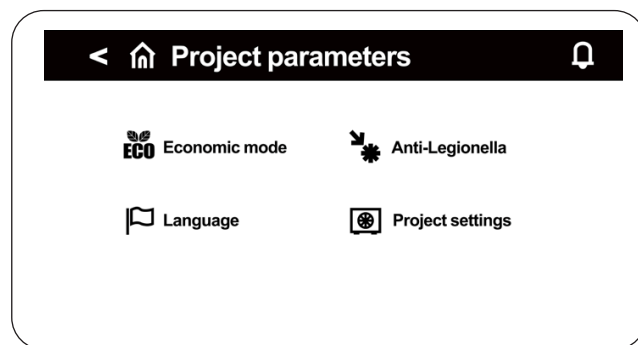 < Project parameters
ECO Economic mode
Anti-Legionella
Language
Project settings